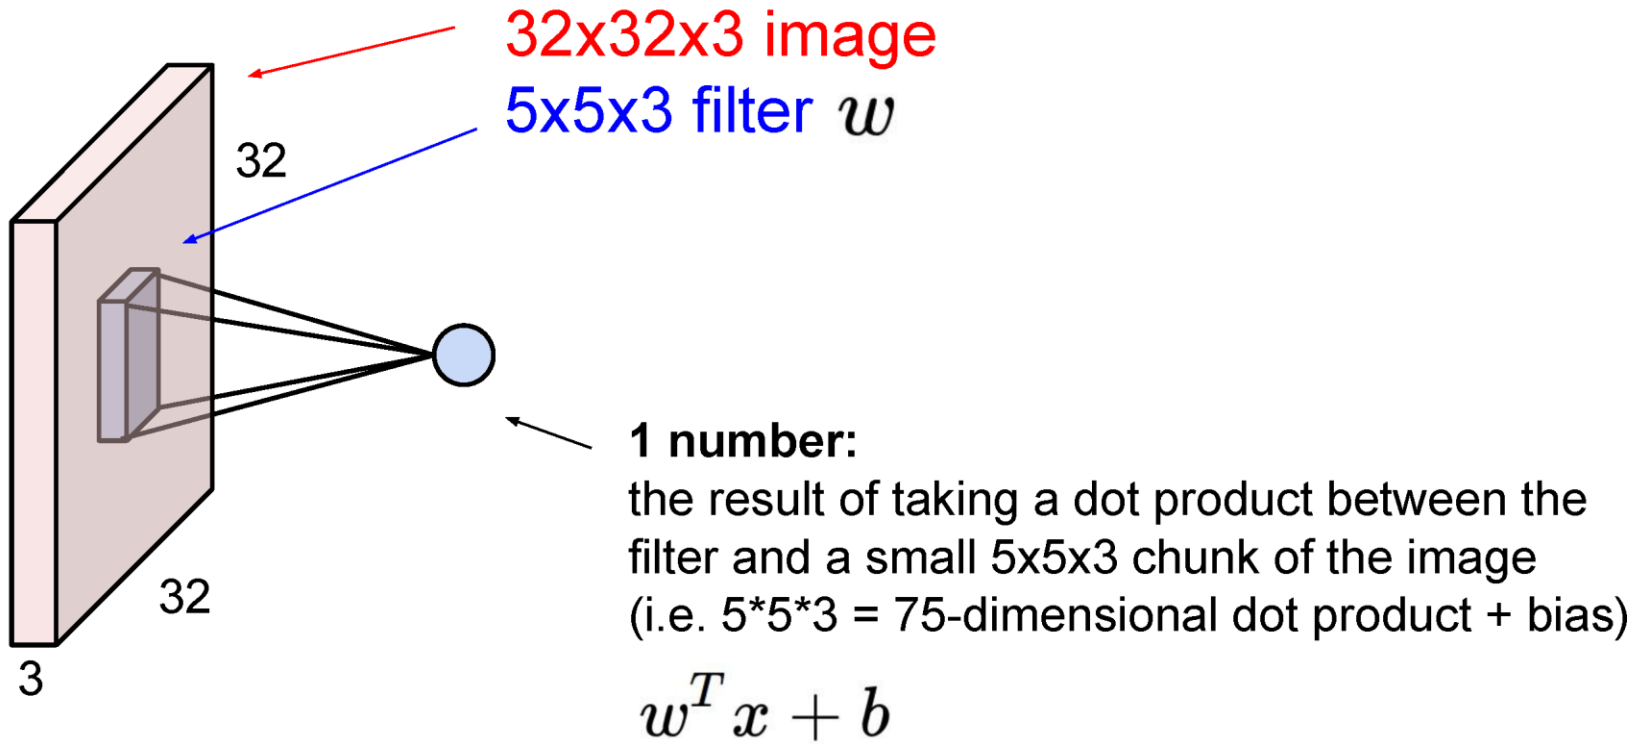 32x32x3 image
5x5x3 filter w
32
32
3
1 number:
the result of taking a dot product between the
filter and a small 5x5x3 chunk of the image
(i.e. 5*5*3 = 75-dimensional dot product + bias)
w^T x + b